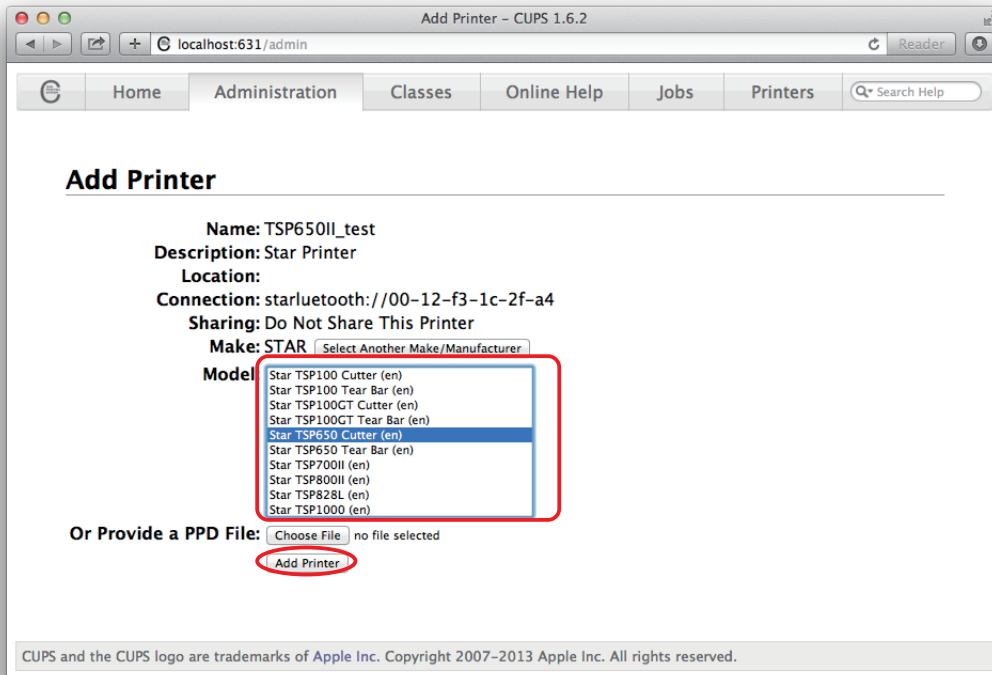 Add Printer – CUPS 1.6.2
localhost:631/admin
Reader
Home Administration Classes Online Help Jobs Printers Search Help
Add Printer
Name: TSP650II_test
Description: Star Printer
Location:
Connection: starluetooth://00-12-f3-1c-2f-a4
Sharing: Do Not Share This Printer
Make: STAR Select Another Make/Manufacturer
Model:
Star TSP100 Cutter (en)
Star TSP100 Tear Bar (en)
Star TSP100GT Cutter (en)
Star TSP100GT Tear Bar (en)
Star TSP650 Cutter (en)
Star TSP650 Tear Bar (en)
Star TSP700II (en)
Star TSP800II (en)
Star TSP828L (en)
Star TSP1000 (en)
Or Provide a PPD File: Choose File no file selected
Add Printer
CUPS and the CUPS logo are trademarks of Apple Inc. Copyright 2007–2013 Apple Inc. All rights reserved.